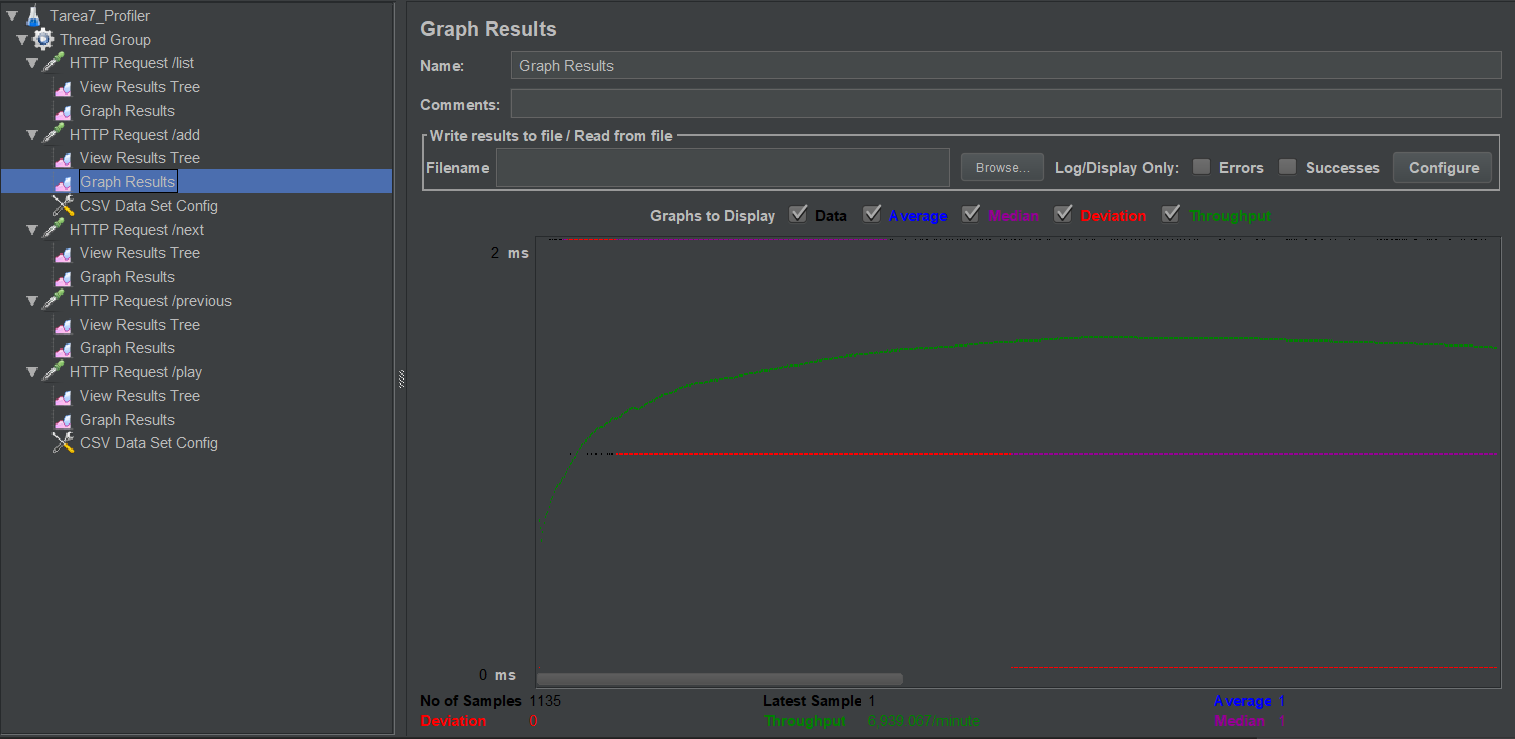 Tarea7_Profiler
Thread Group
HTTP Request /list
View Results Tree
Graph Results
HTTP Request /add
View Results Tree
Graph Results
CSV Data Set Config
HTTP Request /next
View Results Tree
Graph Results
HTTP Request /previous
View Results Tree
Graph Results
HTTP Request /play
View Results Tree
Graph Results
CSV Data Set Config
Graph Results
Name: Graph Results
Comments:
Write results to file / Read from file
Filename Browse... Log/Display Only: Errors Successes Configure
Graphs to Display Data Average Median Deviation Throughput
2 ms
0 ms
No of Samples 1135 Latest Sample 1 Average 1
Deviation 0 Throughput 6,939.067/minute Median 1